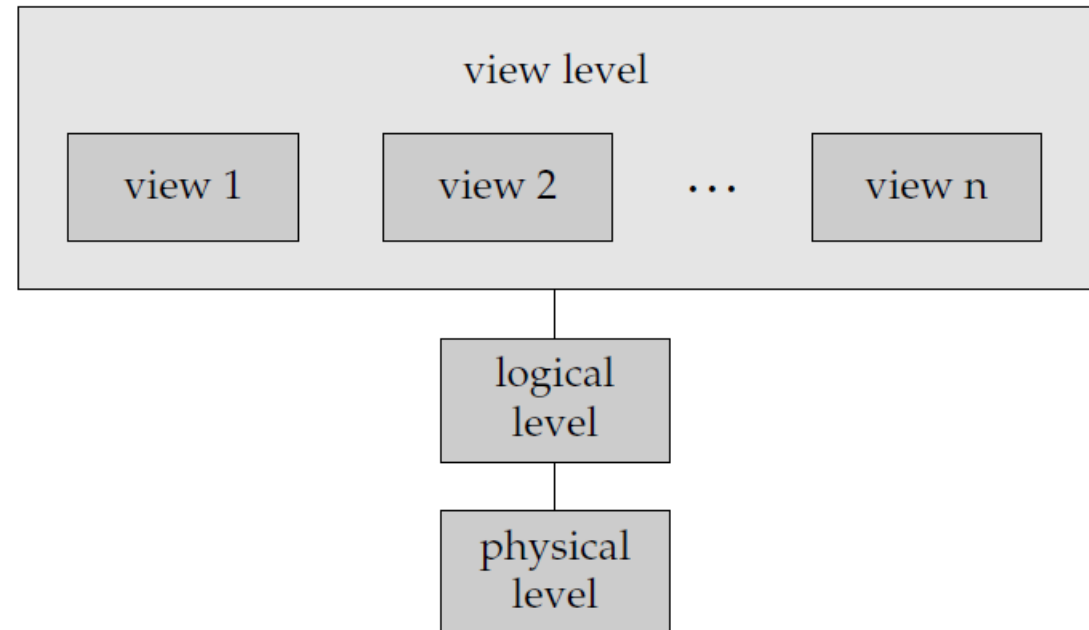 view level
view 1 view 2 ... view n
logical
level
physical
level